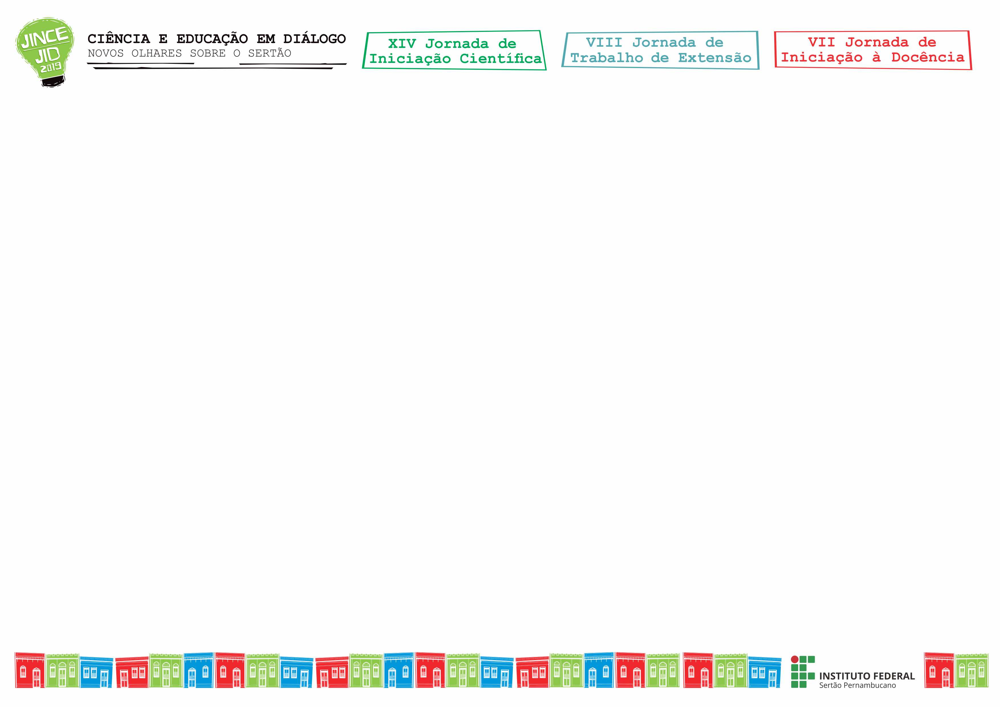 JINCE
JID
2019
CIÊNCIA E EDUCAÇÃO EM DIÁLOGO
NOVOS OLHARES SOBRE O SERTÃO
XIV Jornada de
Iniciação Científica
VIII Jornada de
Trabalho de Extensão
VII Jornada de
Iniciação à Docência
INSTITUTO FEDERAL
Sertão Pernambucano